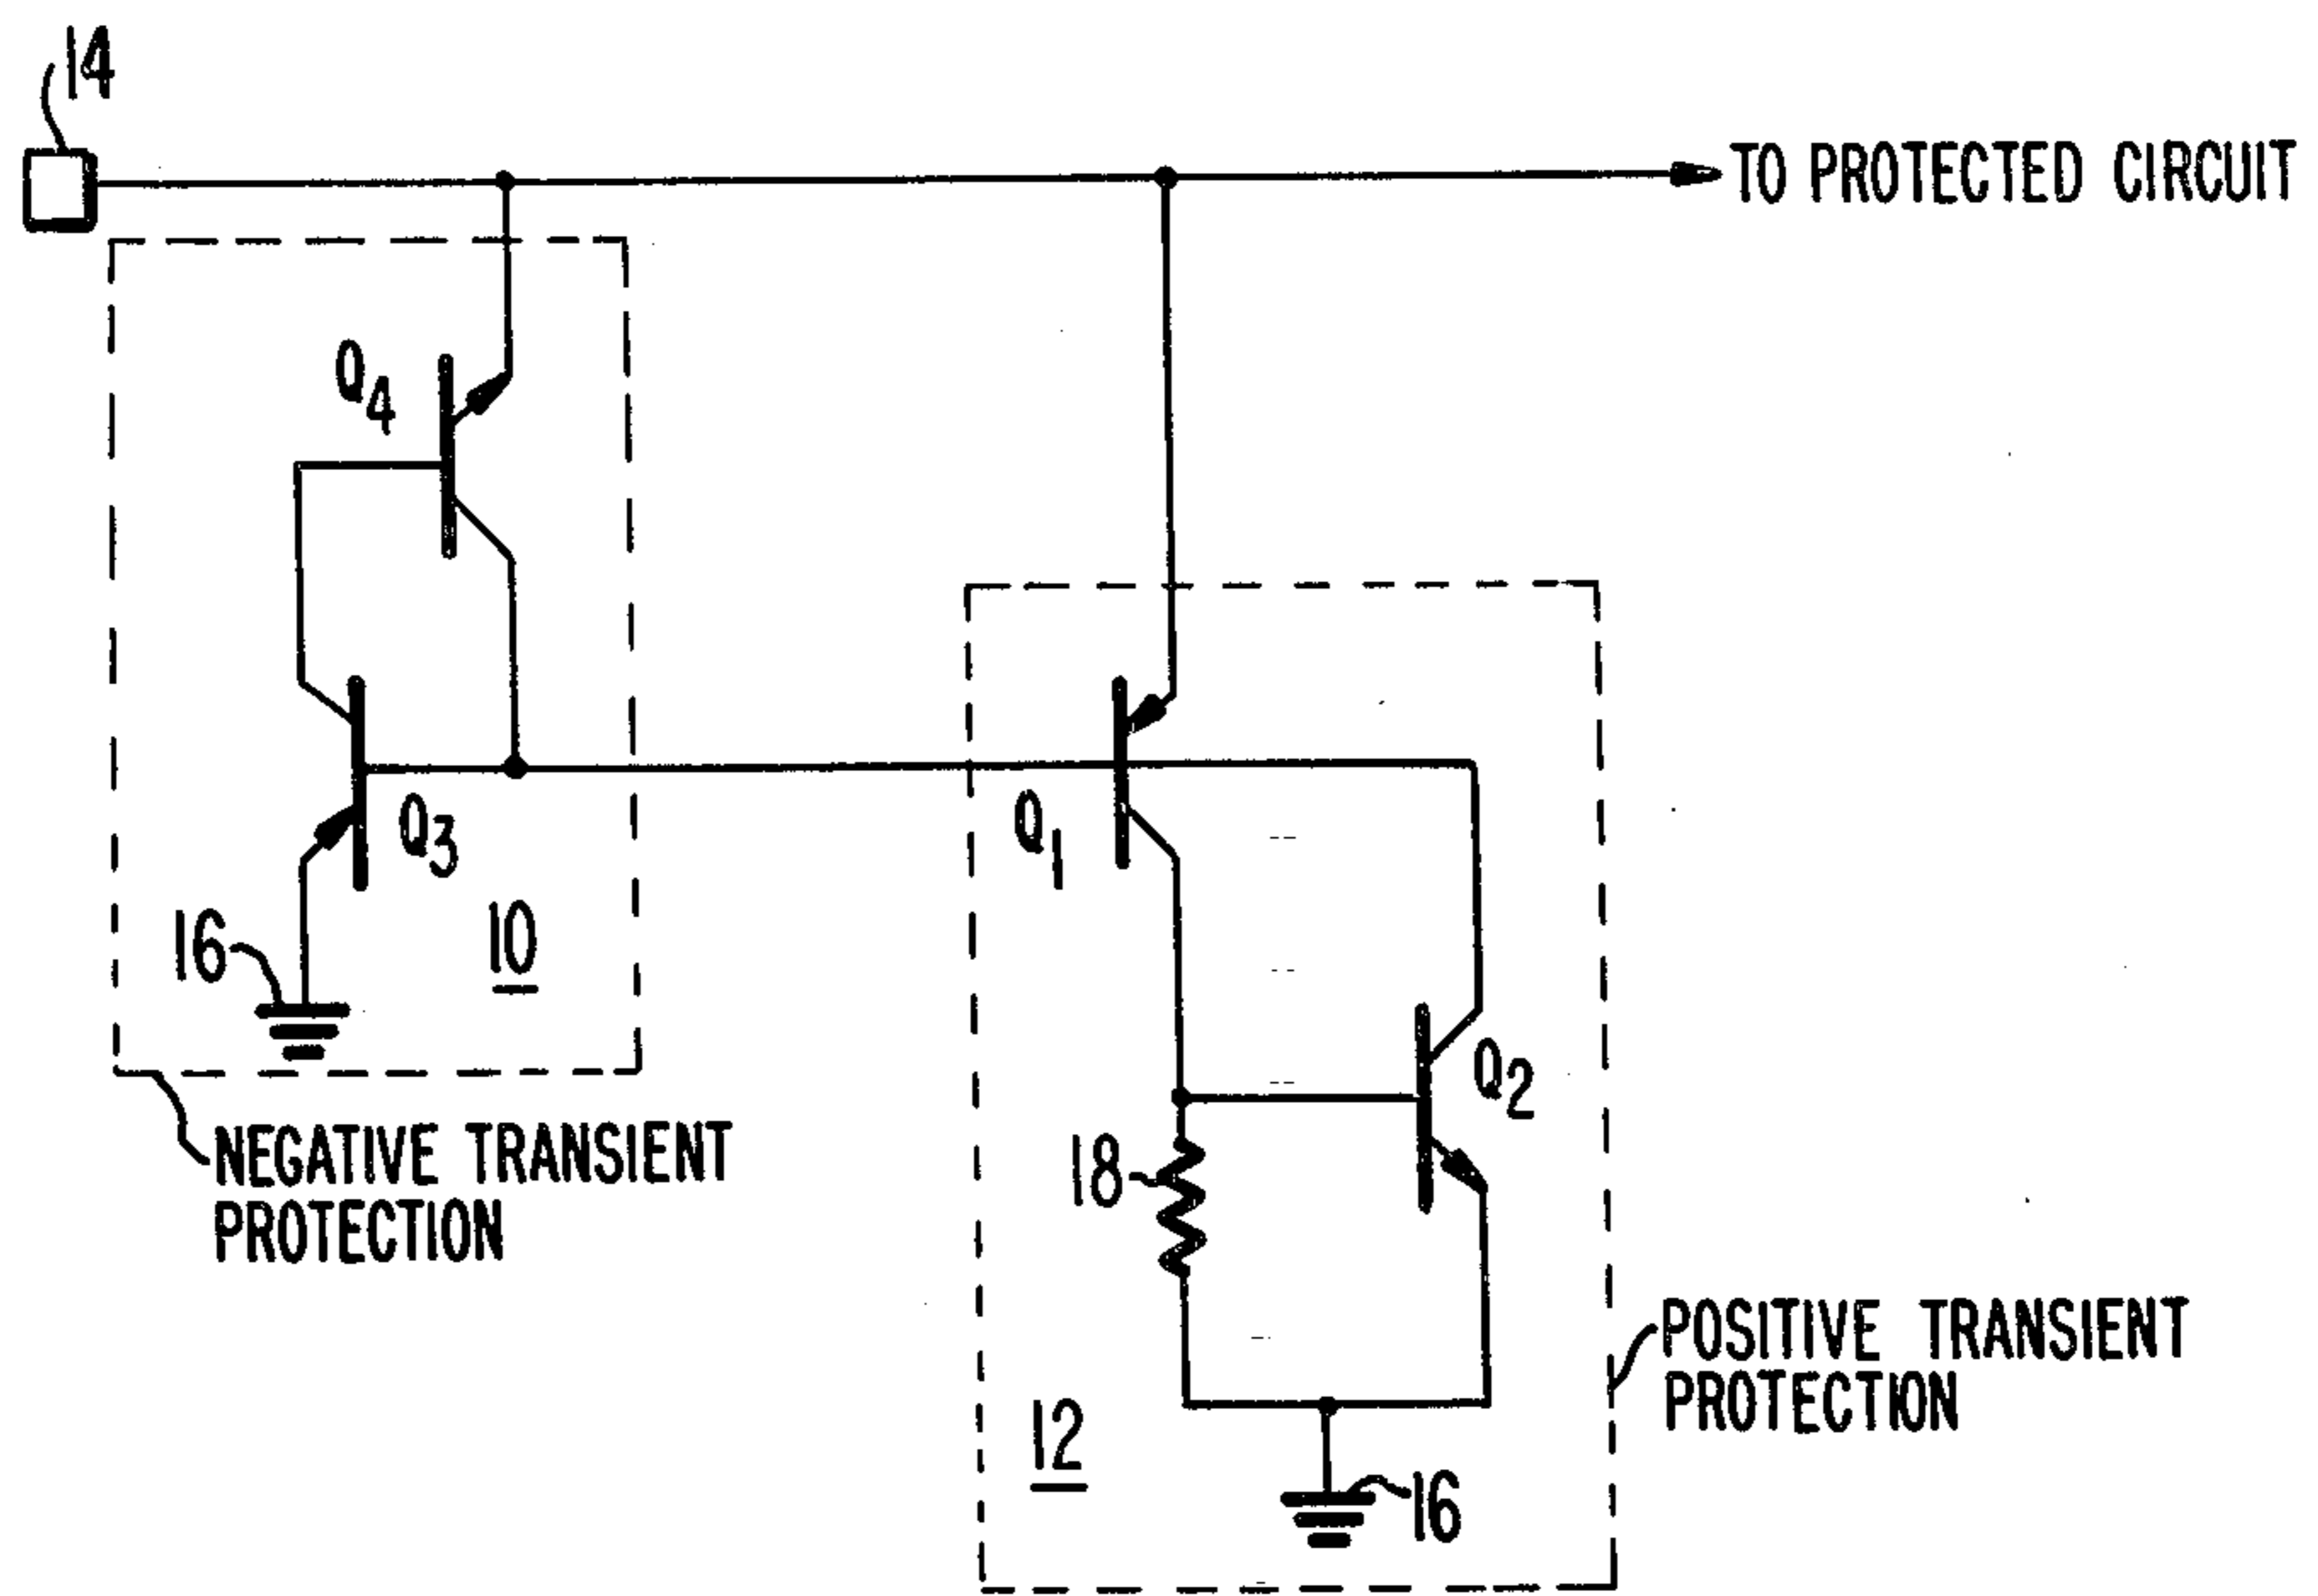 14
TO PROTECTED CIRCUIT
Q4
Q3
Q1
16
10
Q2
NEGATIVE TRANSIENT
PROTECTION
18
POSITIVE TRANSIENT
PROTECTION
12
16